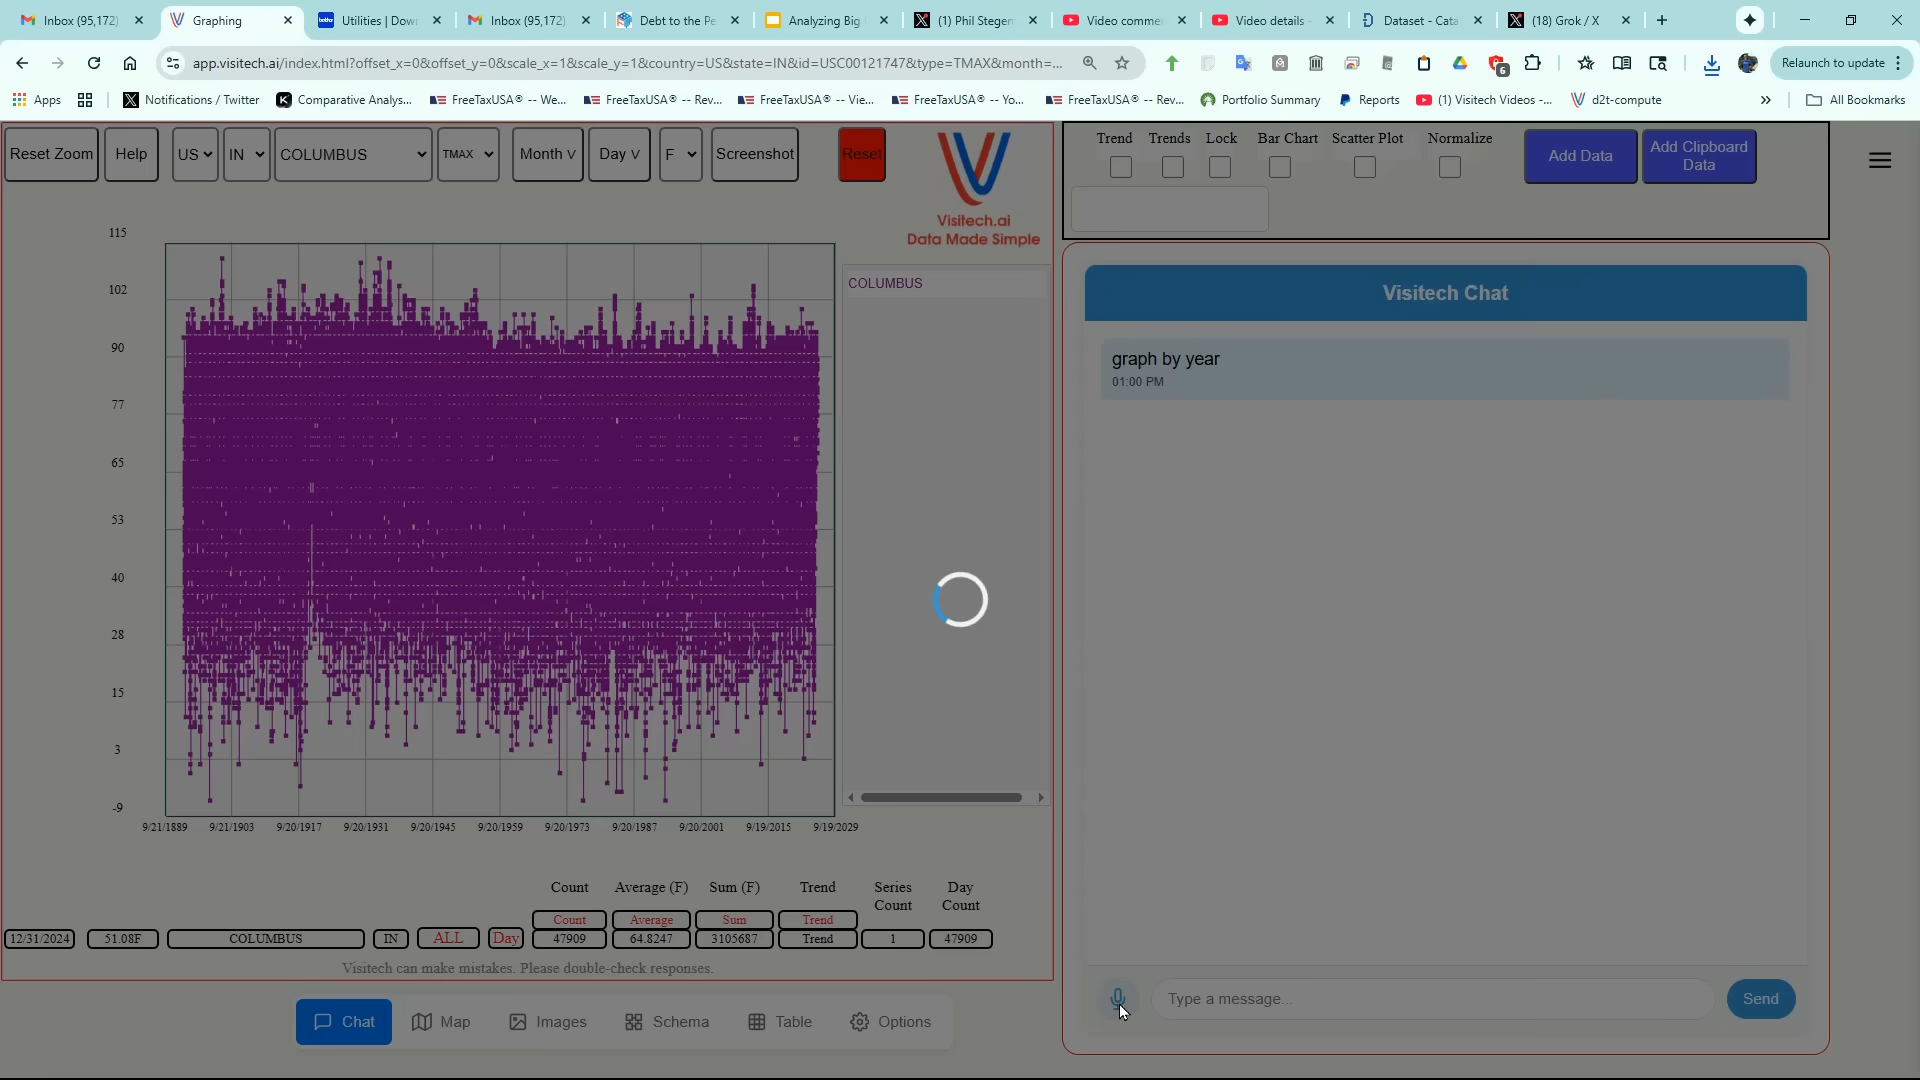 Inbox (95,172)
Graphing
Utilities | Dow
Inbox (95,172)
Debt to the Pe
Analyzing Big
(1) Phil Stegen
Video comme
Video details
Dataset - Cata
(18) Grok / X
app.visitech.ai/index.html?offset_x=0&offset_y=0&scale_x=1&scale_y=1&country=US&state=IN&id=USC00121747&type=TMAX&month=...
6
Relaunch to update
Apps
Notifications / Twitter
Comparative Analys...
FreeTaxUSA® -- We...
FreeTaxUSA® -- Rev...
FreeTaxUSA® -- Vie...
FreeTaxUSA® -- Yo...
FreeTaxUSA® -- Rev...
Portfolio Summary
Reports
(1) Visitech Videos -...
d2t-compute
All Bookmarks
Reset Zoom
Help
US
IN
COLUMBUS
TMAX
Month V
Day V
F
Screenshot
Reset
Visitech.ai
Data Made Simple
Trend
Trends
Lock
Bar Chart
Scatter Plot
Normalize
Add Data
Add Clipboard
Data
115
102
90
77
65
53
40
28
15
3
-9
9/21/1889
9/21/1903
9/20/1917
9/20/1931
9/20/1945
9/20/1959
9/20/1973
9/20/1987
9/20/2001
9/19/2015
9/19/2029
COLUMBUS
Visitech Chat
graph by year
01:00 PM
Count
Average (F)
Sum (F)
Trend
Series
Count
Day
Count
Count
Average
Sum
Trend
12/31/2024
51.08F
COLUMBUS
IN
ALL
Day
47909
64.8247
3105687
Trend
1
47909
Visitech can make mistakes. Please double-check responses.
Chat
Map
Images
Schema
Table
Options
Type a message...
Send